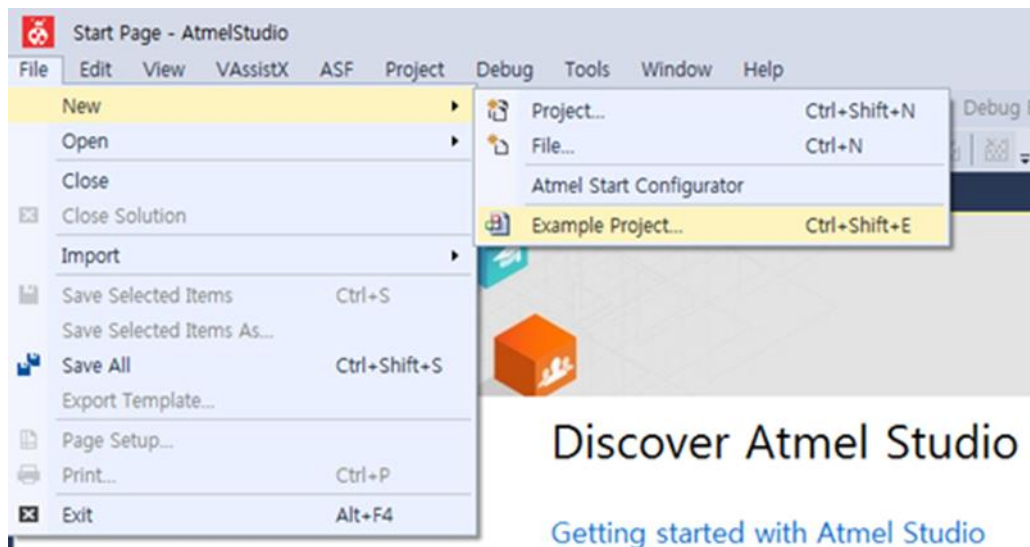 Start Page - AtmelStudio
File Edit View VAssistX ASF Project Debug Tools Window Help
New
Open
Close
Close Solution
Import
Save Selected Items Ctrl+S
Save Selected Items As...
Save All Ctrl+Shift+S
Export Template...
Page Setup...
Print... Ctrl+P
Exit Alt+F4
Project... Ctrl+Shift+N
File... Ctrl+N
Atmel Start Configurator
Example Project... Ctrl+Shift+E
Debug
Discover Atmel Studio
Getting started with Atmel Studio